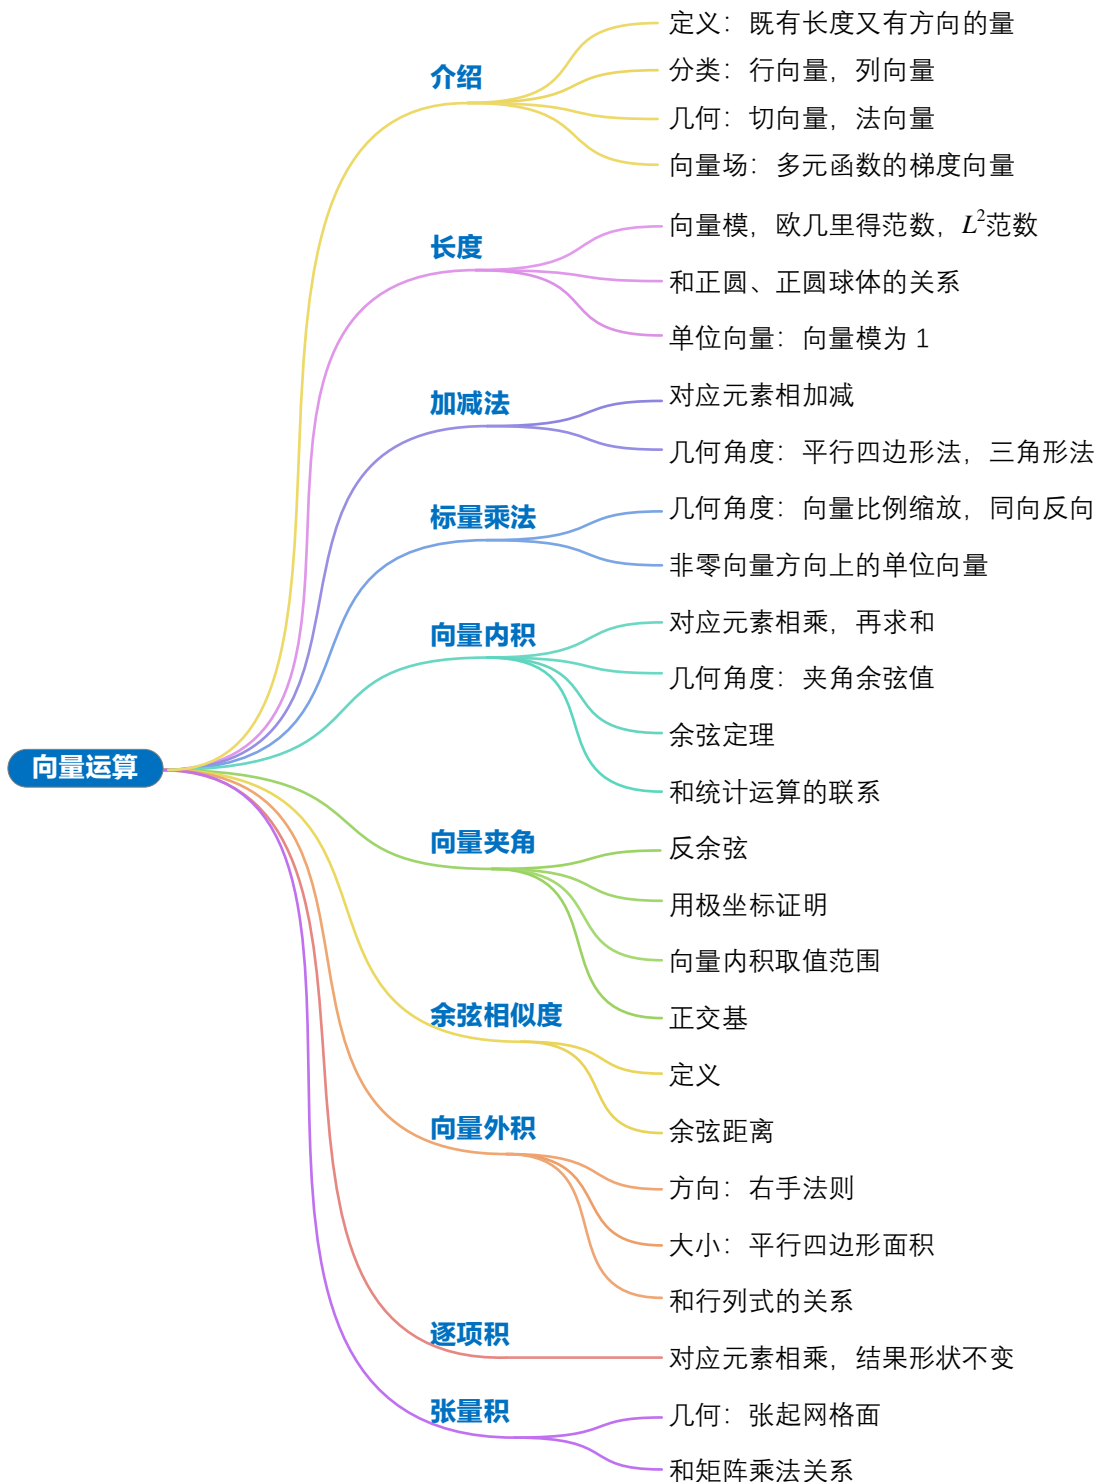 向量运算
介绍
定义：既有长度又有方向的量
分类：行向量，列向量
几何：切向量，法向量
向量场：多元函数的梯度向量
长度
向量模，欧几里得范数，L²范数
和正圆、正圆球体的关系
单位向量：向量模为 1
加减法
对应元素相加减
几何角度：平行四边形法，三角形法
标量乘法
几何角度：向量比例缩放，同向反向
非零向量方向上的单位向量
向量内积
对应元素相乘，再求和
几何角度：夹角余弦值
余弦定理
和统计运算的联系
向量夹角
反余弦
用极坐标证明
向量内积取值范围
正交基
余弦相似度
定义
余弦距离
向量外积
方向：右手法则
大小：平行四边形面积
和行列式的关系
逐项积
对应元素相乘，结果形状不变
张量积
几何：张起网格面
和矩阵乘法关系